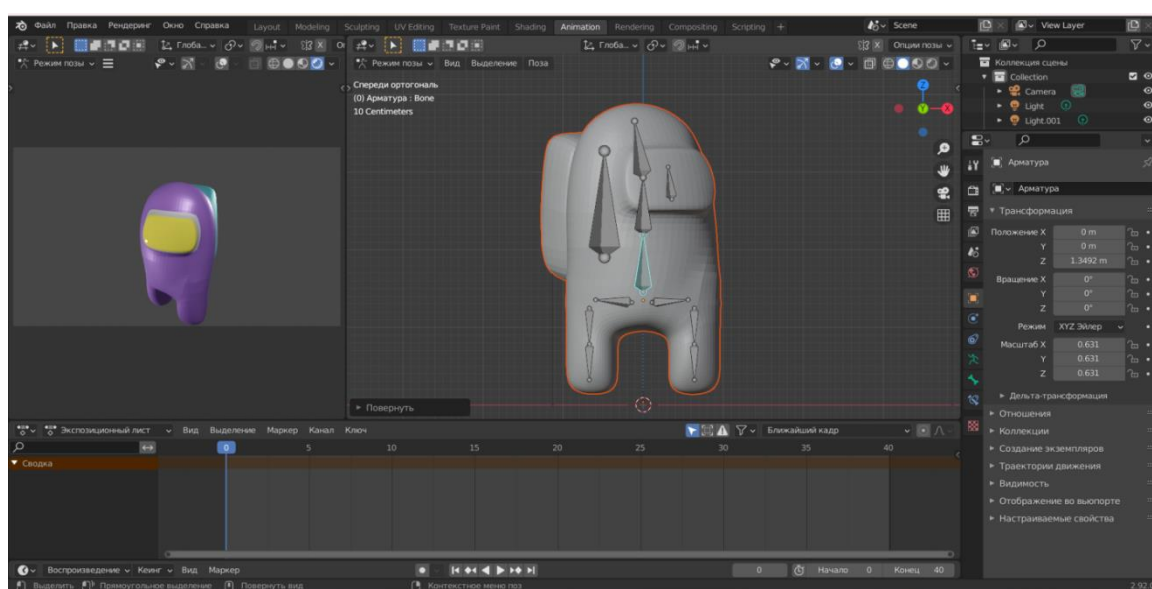 Файл Правка Рендеринг Окно Справка Layout Modeling Sculpting UV Editing Texture Paint Shading Animation Rendering Compositing Scripting + Scene View Layer
Глоба... Глоба... Опции позы
Режим позы Режим позы Вид Выделение Поза
Спереди ортогональ
(0) Арматура : Bone
10 Centimeters
Z
Y
X
Коллекция сцены
Collection
Camera
Light
Light.001
Арматура
Арматура
Трансформация
Положение X 0 m
Y 0 m
Z 1.3492 m
Вращение X 0°
Y 0°
Z 0°
Режим XYZ Эйлер
Масштаб X 0.631
Y 0.631
Z 0.631
Дельта-трансформация
Отношения
Коллекции
Создание экземпляров
Траектории движения
Видимость
Отображение во вьюпорте
Настраиваемые свойства
Повернуть
Экспозиционный лист Вид Выделение Маркер Канал Ключ Ближайший кадр
0 5 10 15 20 25 30 35 40
Сводка
Воспроизведение Кеинг Вид Маркер 0 Начало 0 Конец 40
Выделить Прямоугольное выделение Повернуть вид Контекстное меню поз 2.92.0